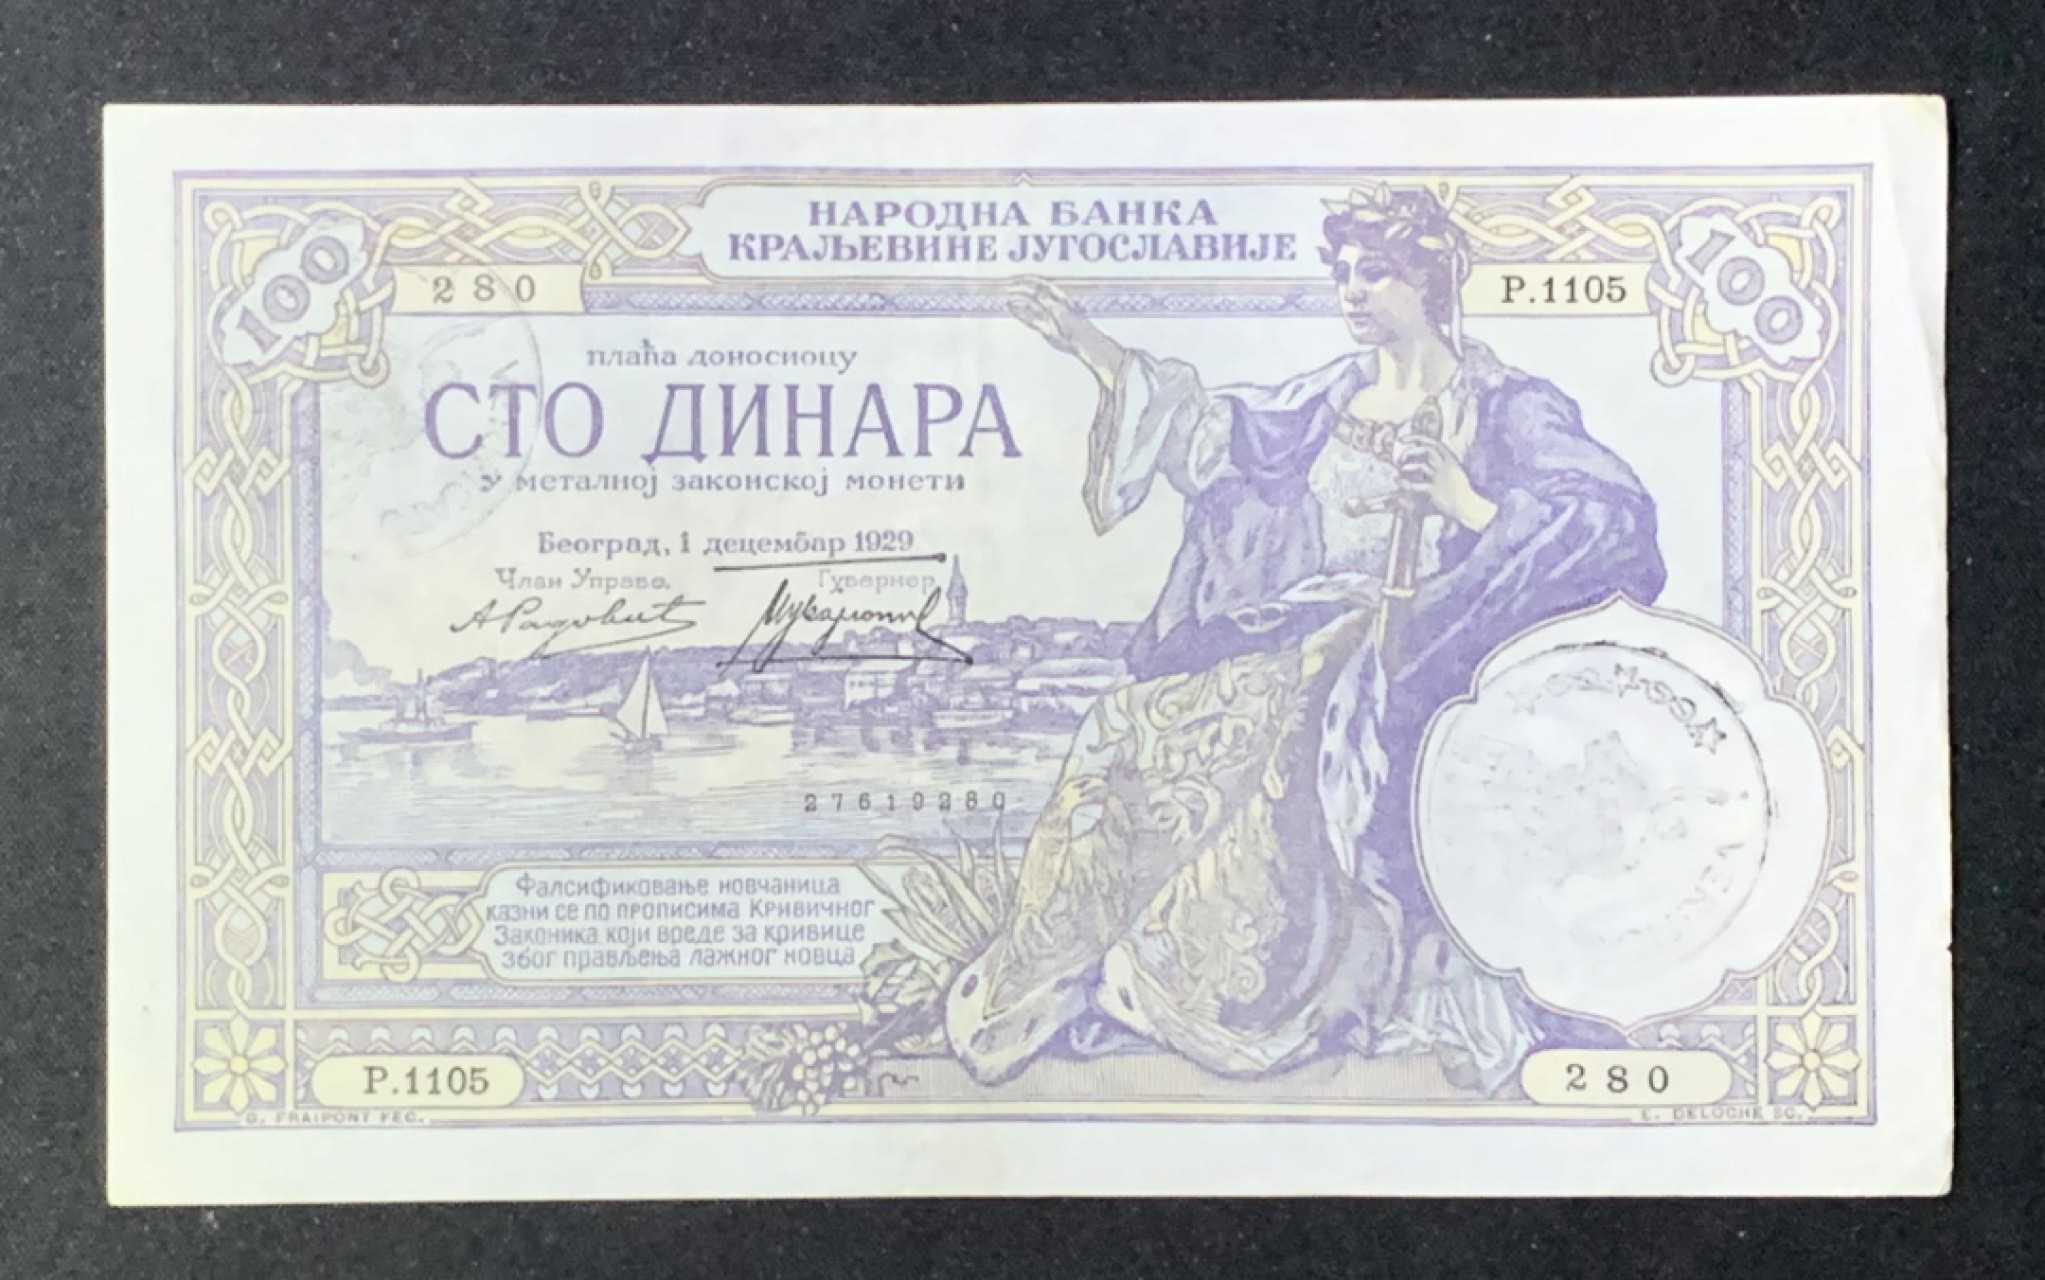 НАРОДНА БАНКА
КРАЉЕВИНЕ ЈУГОСЛАВИЈЕ
100
100
280
P.1105
плаћа доносиоцу
СТО ДИНАРА
у металној законској монети
Београд, 1 децембар 1929
Члан Управе,
Гувернер,
27610280
Фалсификовање новчаница
казни се по прописима Кривичног
Законика који вреде за кривице
због прављења лажног новца
P.1105
280
G. FRAIPONT FEC.
E. DELOCHE SC.